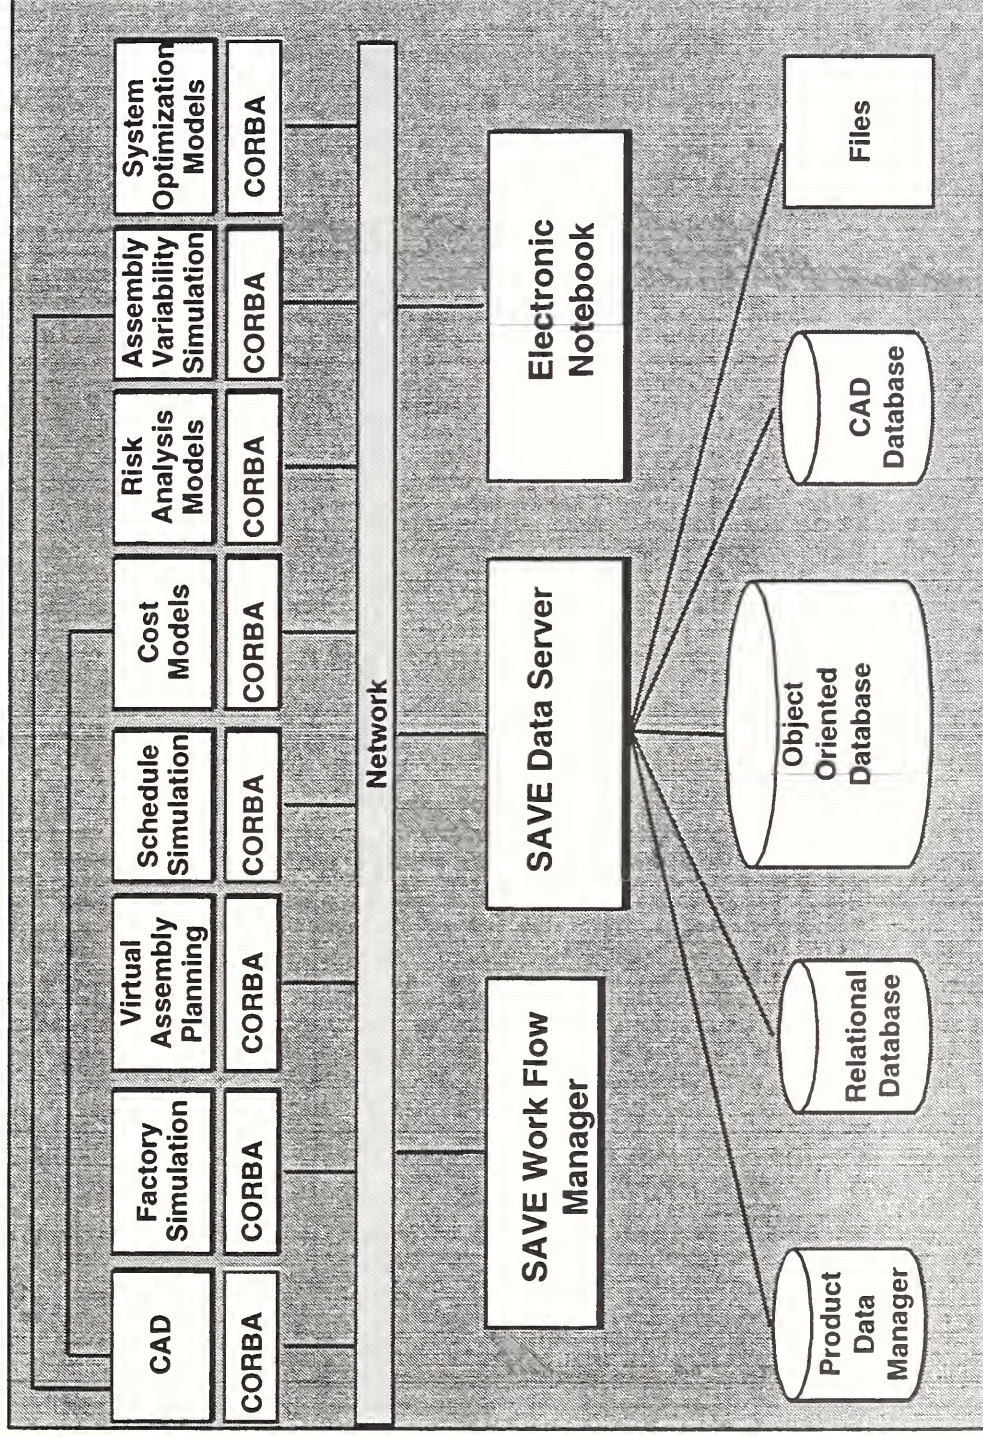 CAD
Factory
Simulation
Virtual
Assembly
Planning
Schedule
Simulation
Cost
Models
Risk
Analysis
Models
Assembly
Variability
Simulation
System
Optimization
Models
CORBA
CORBA
CORBA
CORBA
CORBA
CORBA
CORBA
CORBA
Network
SAVE Work Flow
Manager
SAVE Data Server
Electronic
Notebook
Product
Data
Manager
Relational
Database
Object
Oriented
Database
CAD
Database
Files